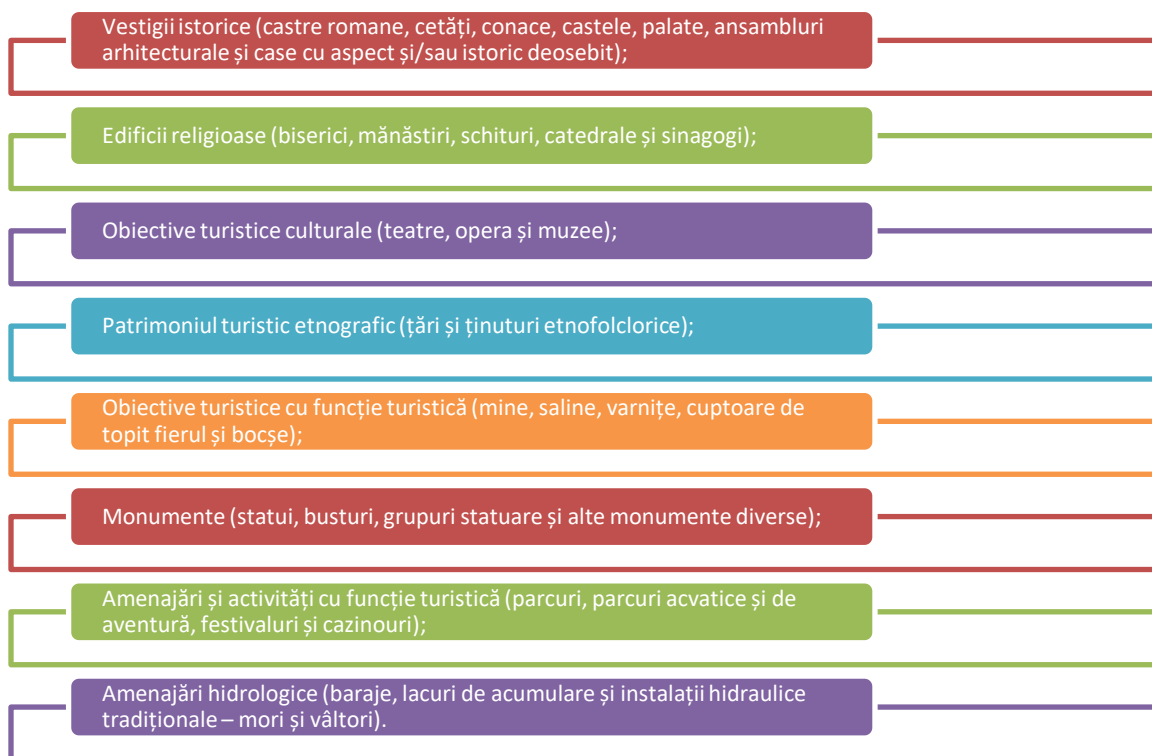 Vestigii istorice (castre romane, cetăți, conace, castele, palate, ansambluri
arhitecturale și case cu aspect și/sau istoric deosebit);
Edificii religioase (biserici, mănăstiri, schituri, catedrale și sinagogi);
Obiective turistice culturale (teatre, opera și muzee);
Patrimoniul turistic etnografic (țări și ținuturi etnofolclorice);
Obiective turistice cu funcție turistică (mine, saline, varnițe, cuptoare de
topit fierul și bocșe);
Monumente (statui, busturi, grupuri statuare și alte monumente diverse);
Amenajări și activități cu funcție turistică (parcuri, parcuri acvatice și de
aventură, festivaluri și cazinouri);
Amenajări hidrologice (baraje, lacuri de acumulare și instalații hidraulice
tradiționale – mori și vâltori).